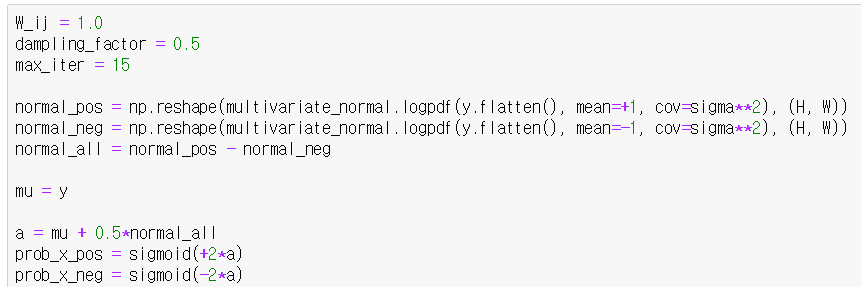 W_ij = 1.0
dampling_factor = 0.5
max_iter = 15
normal_pos = np.reshape(multivariate_normal.logpdf(y.flatten(), mean=+1, cov=sigma**2), (H, W))
normal_neg = np.reshape(multivariate_normal.logpdf(y.flatten(), mean=-1, cov=sigma**2), (H, W))
normal_all = normal_pos - normal_neg
mu = y
a = mu + 0.5*normal_all
prob_x_pos = sigmoid(+2*a)
prob_x_neg = sigmoid(-2*a)